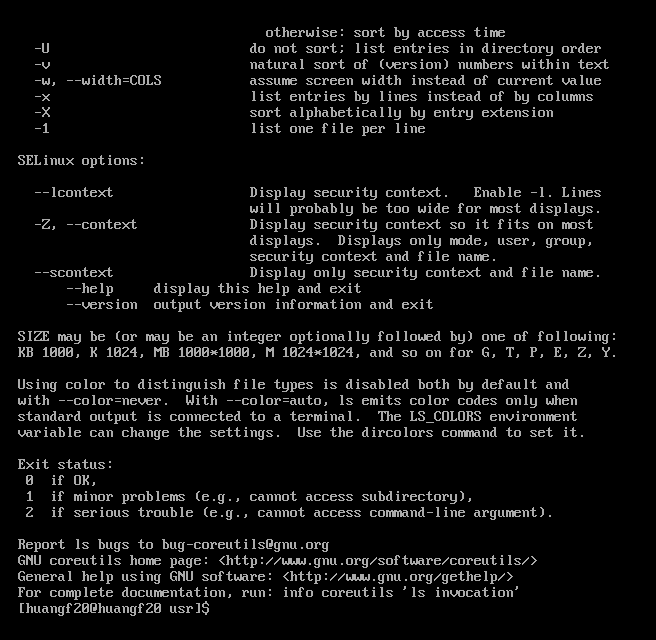 otherwise: sort by access time
  -U                         do not sort; list entries in directory order
  -v                         natural sort of (version) numbers within text
  -w, --width=COLS           assume screen width instead of current value
  -x                         list entries by lines instead of by columns
  -X                         sort alphabetically by entry extension
  -1                         list one file per line

SELinux options:

  --lcontext                 Display security context.   Enable -l. Lines
                             will probably be too wide for most displays.
  -Z, --context              Display security context so it fits on most
                             displays.  Displays only mode, user, group,
                             security context and file name.
  --scontext                 Display only security context and file name.
      --help     display this help and exit
      --version  output version information and exit

SIZE may be (or may be an integer optionally followed by) one of following:
KB 1000, K 1024, MB 1000*1000, M 1024*1024, and so on for G, T, P, E, Z, Y.

Using color to distinguish file types is disabled both by default and
with --color=never.  With --color=auto, ls emits color codes only when
standard output is connected to a terminal.  The LS_COLORS environment
variable can change the settings.  Use the dircolors command to set it.

Exit status:
 0  if OK,
 1  if minor problems (e.g., cannot access subdirectory),
 2  if serious trouble (e.g., cannot access command-line argument).

Report ls bugs to bug-coreutils@gnu.org
GNU coreutils home page: <http://www.gnu.org/software/coreutils/>
General help using GNU software: <http://www.gnu.org/gethelp/>
For complete documentation, run: info coreutils 'ls invocation'
[huangf20@huangf20 usr]$